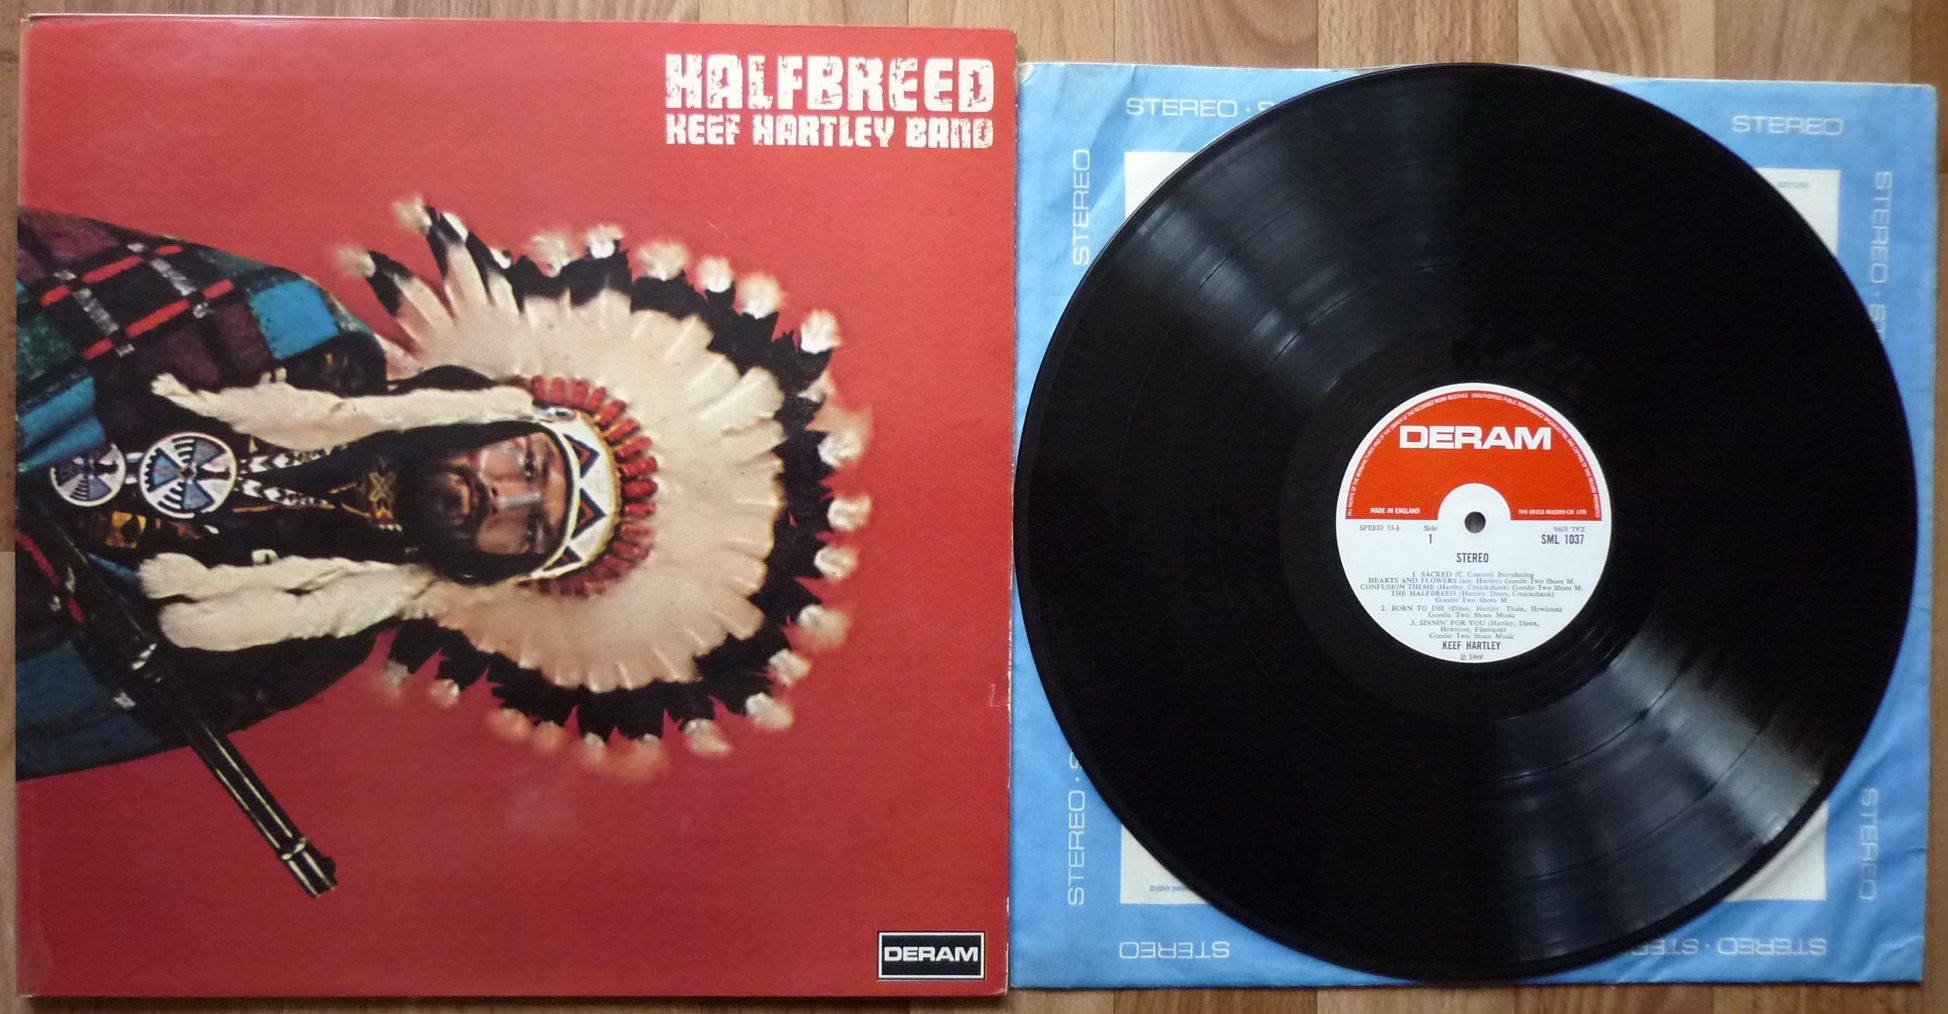 HALFBREED
KEEF HARTLEY BAND
DERAM
STEREO
STEREO
STEREO
STEREO
STEREO
STEREO
STEREO
STEREO
STEREO
DERAM
MADE IN ENGLAND
THE DECCA RECORD CO. LTD.
SPEED 33⅓
Side
1
SML 1037
STEREO
1. SACKED (C. Control) Introducing
HEARTS AND FLOWERS (arr. Hartley) Goodie Two Shoes M.
CONFUSION THEME (Hartley, Cruickshank) Goodie Two Shoes M.
THE HALFBREED (Hartley, Dines, Cruickshank)
Goodie Two Shoes M.
2. BORN TO DIE (Dines, Hartley, Thain, Hewitson)
Goodie Two Shoes Music
3. SINNIN' FOR YOU (Hartley, Dines,
Hewitson, Finnegan)
Goodie Two Shoes Music
KEEF HARTLEY
℗ 1969